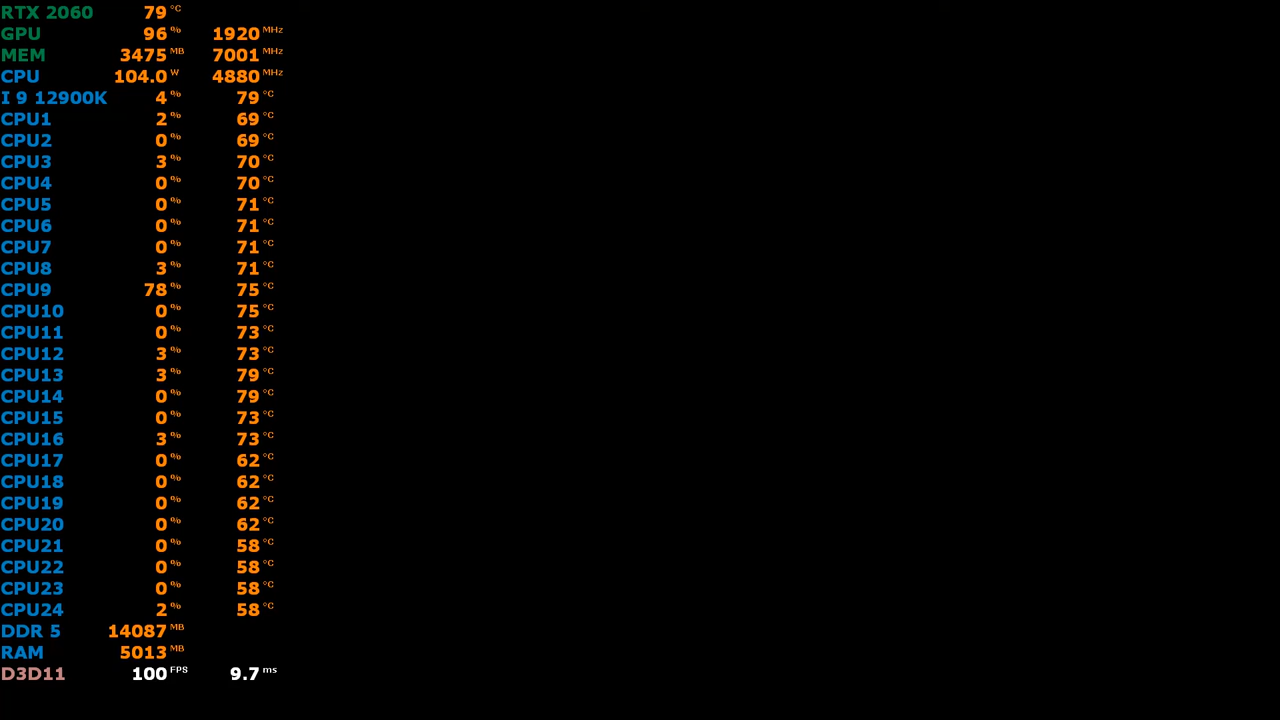 RTX 2060 79 °C
GPU 96 % 1920 MHz
MEM 3475 MB 7001 MHz
CPU 104.0 W 4880 MHz
I 9 12900K 4 % 79 °C
CPU1 2 % 69 °C
CPU2 0 % 69 °C
CPU3 3 % 70 °C
CPU4 0 % 70 °C
CPU5 0 % 71 °C
CPU6 0 % 71 °C
CPU7 0 % 71 °C
CPU8 3 % 71 °C
CPU9 78 % 75 °C
CPU10 0 % 75 °C
CPU11 0 % 73 °C
CPU12 3 % 73 °C
CPU13 3 % 79 °C
CPU14 0 % 79 °C
CPU15 0 % 73 °C
CPU16 3 % 73 °C
CPU17 0 % 62 °C
CPU18 0 % 62 °C
CPU19 0 % 62 °C
CPU20 0 % 62 °C
CPU21 0 % 58 °C
CPU22 0 % 58 °C
CPU23 0 % 58 °C
CPU24 2 % 58 °C
DDR 5 14087 MB
RAM 5013 MB
D3D11 100 FPS 9.7 ms